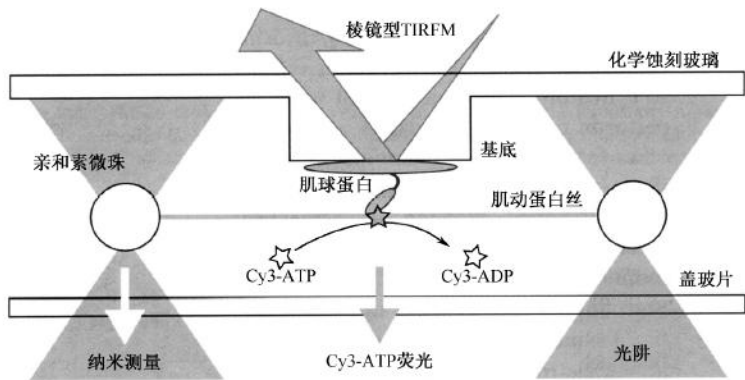 棱镜型TIRFM
化学蚀刻玻璃
亲和素微珠
基底
肌球蛋白
肌动蛋白丝
Cy3-ATP
Cy3-ADP
盖玻片
纳米测量
Cy3-ATP荧光
光阱